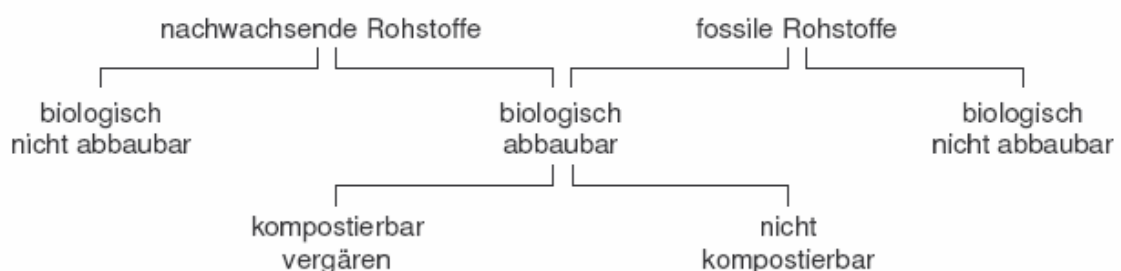 nachwachsende Rohstoffe
fossile Rohstoffe
biologisch
nicht abbaubar
biologisch
abbaubar
biologisch
nicht abbaubar
kompostierbar
vergären
nicht
kompostierbar